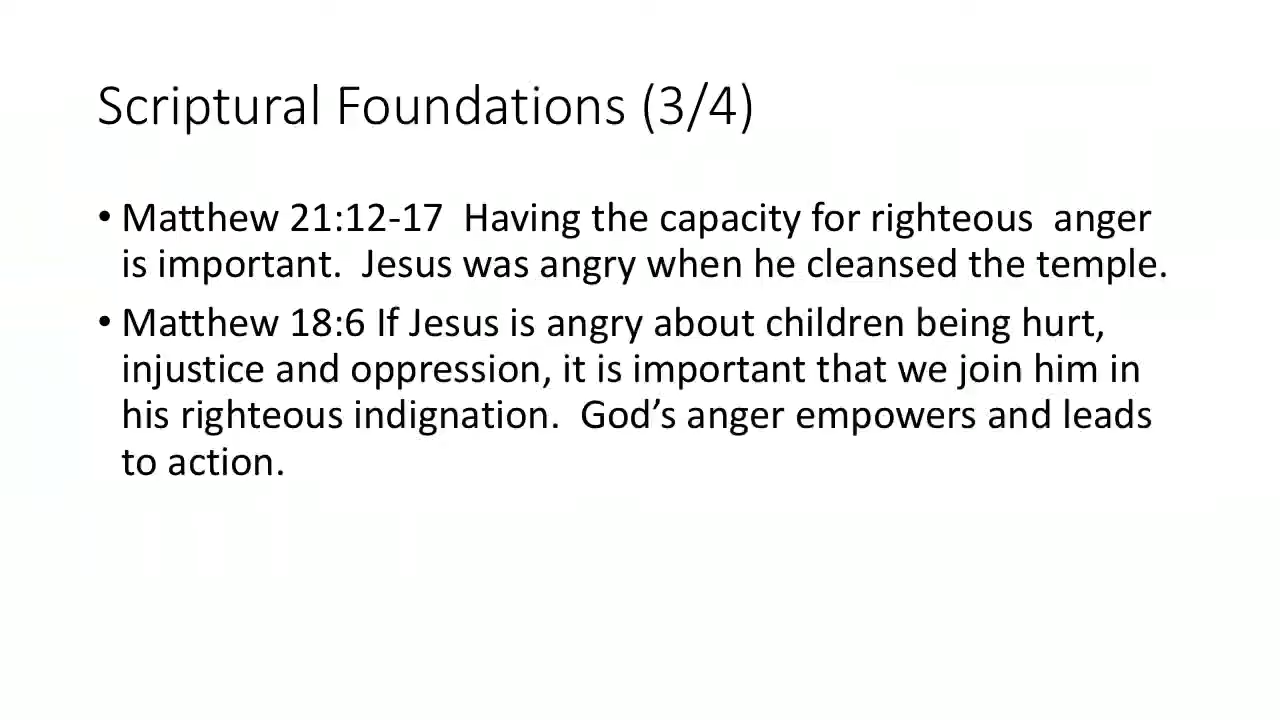 Scriptural Foundations (3/4)
• Matthew 21:12-17  Having the capacity for righteous  anger
is important.  Jesus was angry when he cleansed the temple.
• Matthew 18:6 If Jesus is angry about children being hurt,
injustice and oppression, it is important that we join him in
his righteous indignation.  God’s anger empowers and leads
to action.